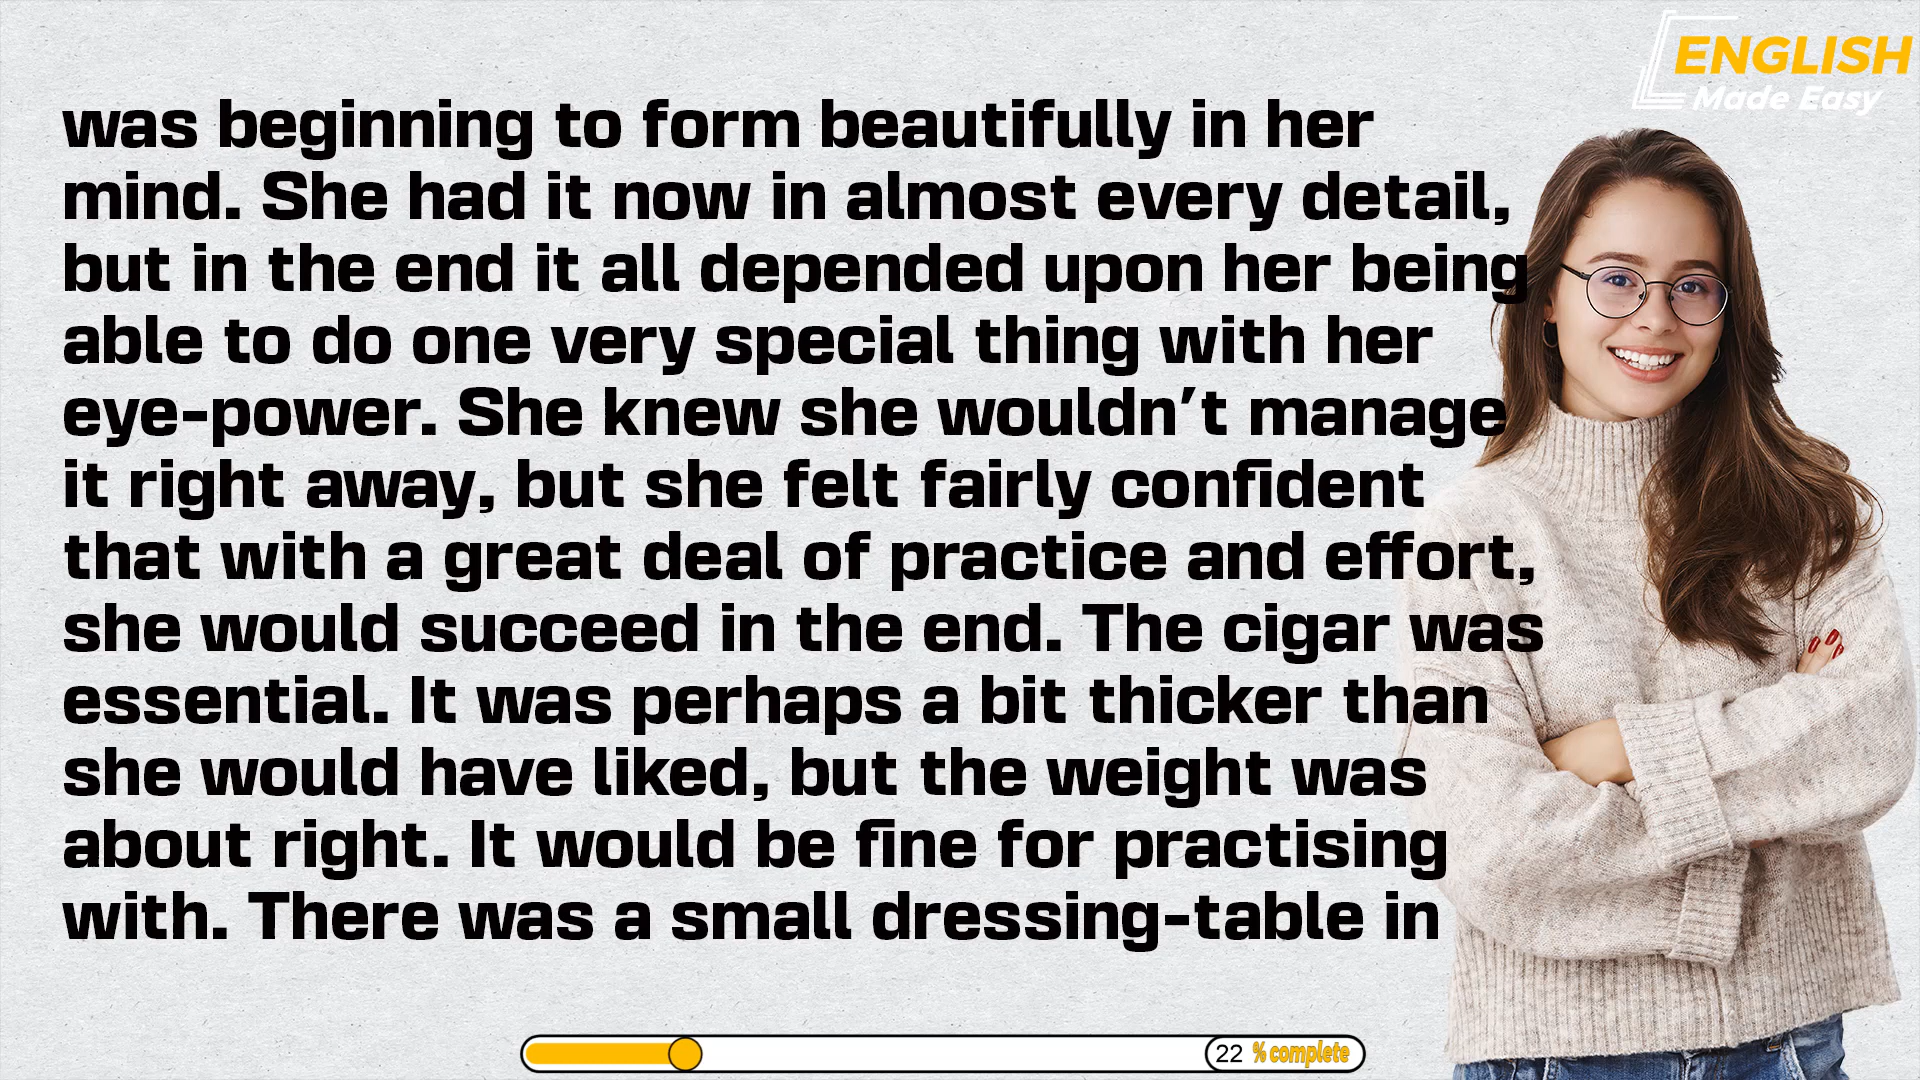 ENGLISH
Made Easy
was beginning to form beautifully in her
mind. She had it now in almost every detail,
but in the end it all depended upon her being
able to do one very special thing with her
eye-power. She knew she wouldn’t manage
it right away, but she felt fairly confident
that with a great deal of practice and effort,
she would succeed in the end. The cigar was
essential. It was perhaps a bit thicker than
she would have liked, but the weight was
about right. It would be fine for practising
with. There was a small dressing-table in
22 % complete